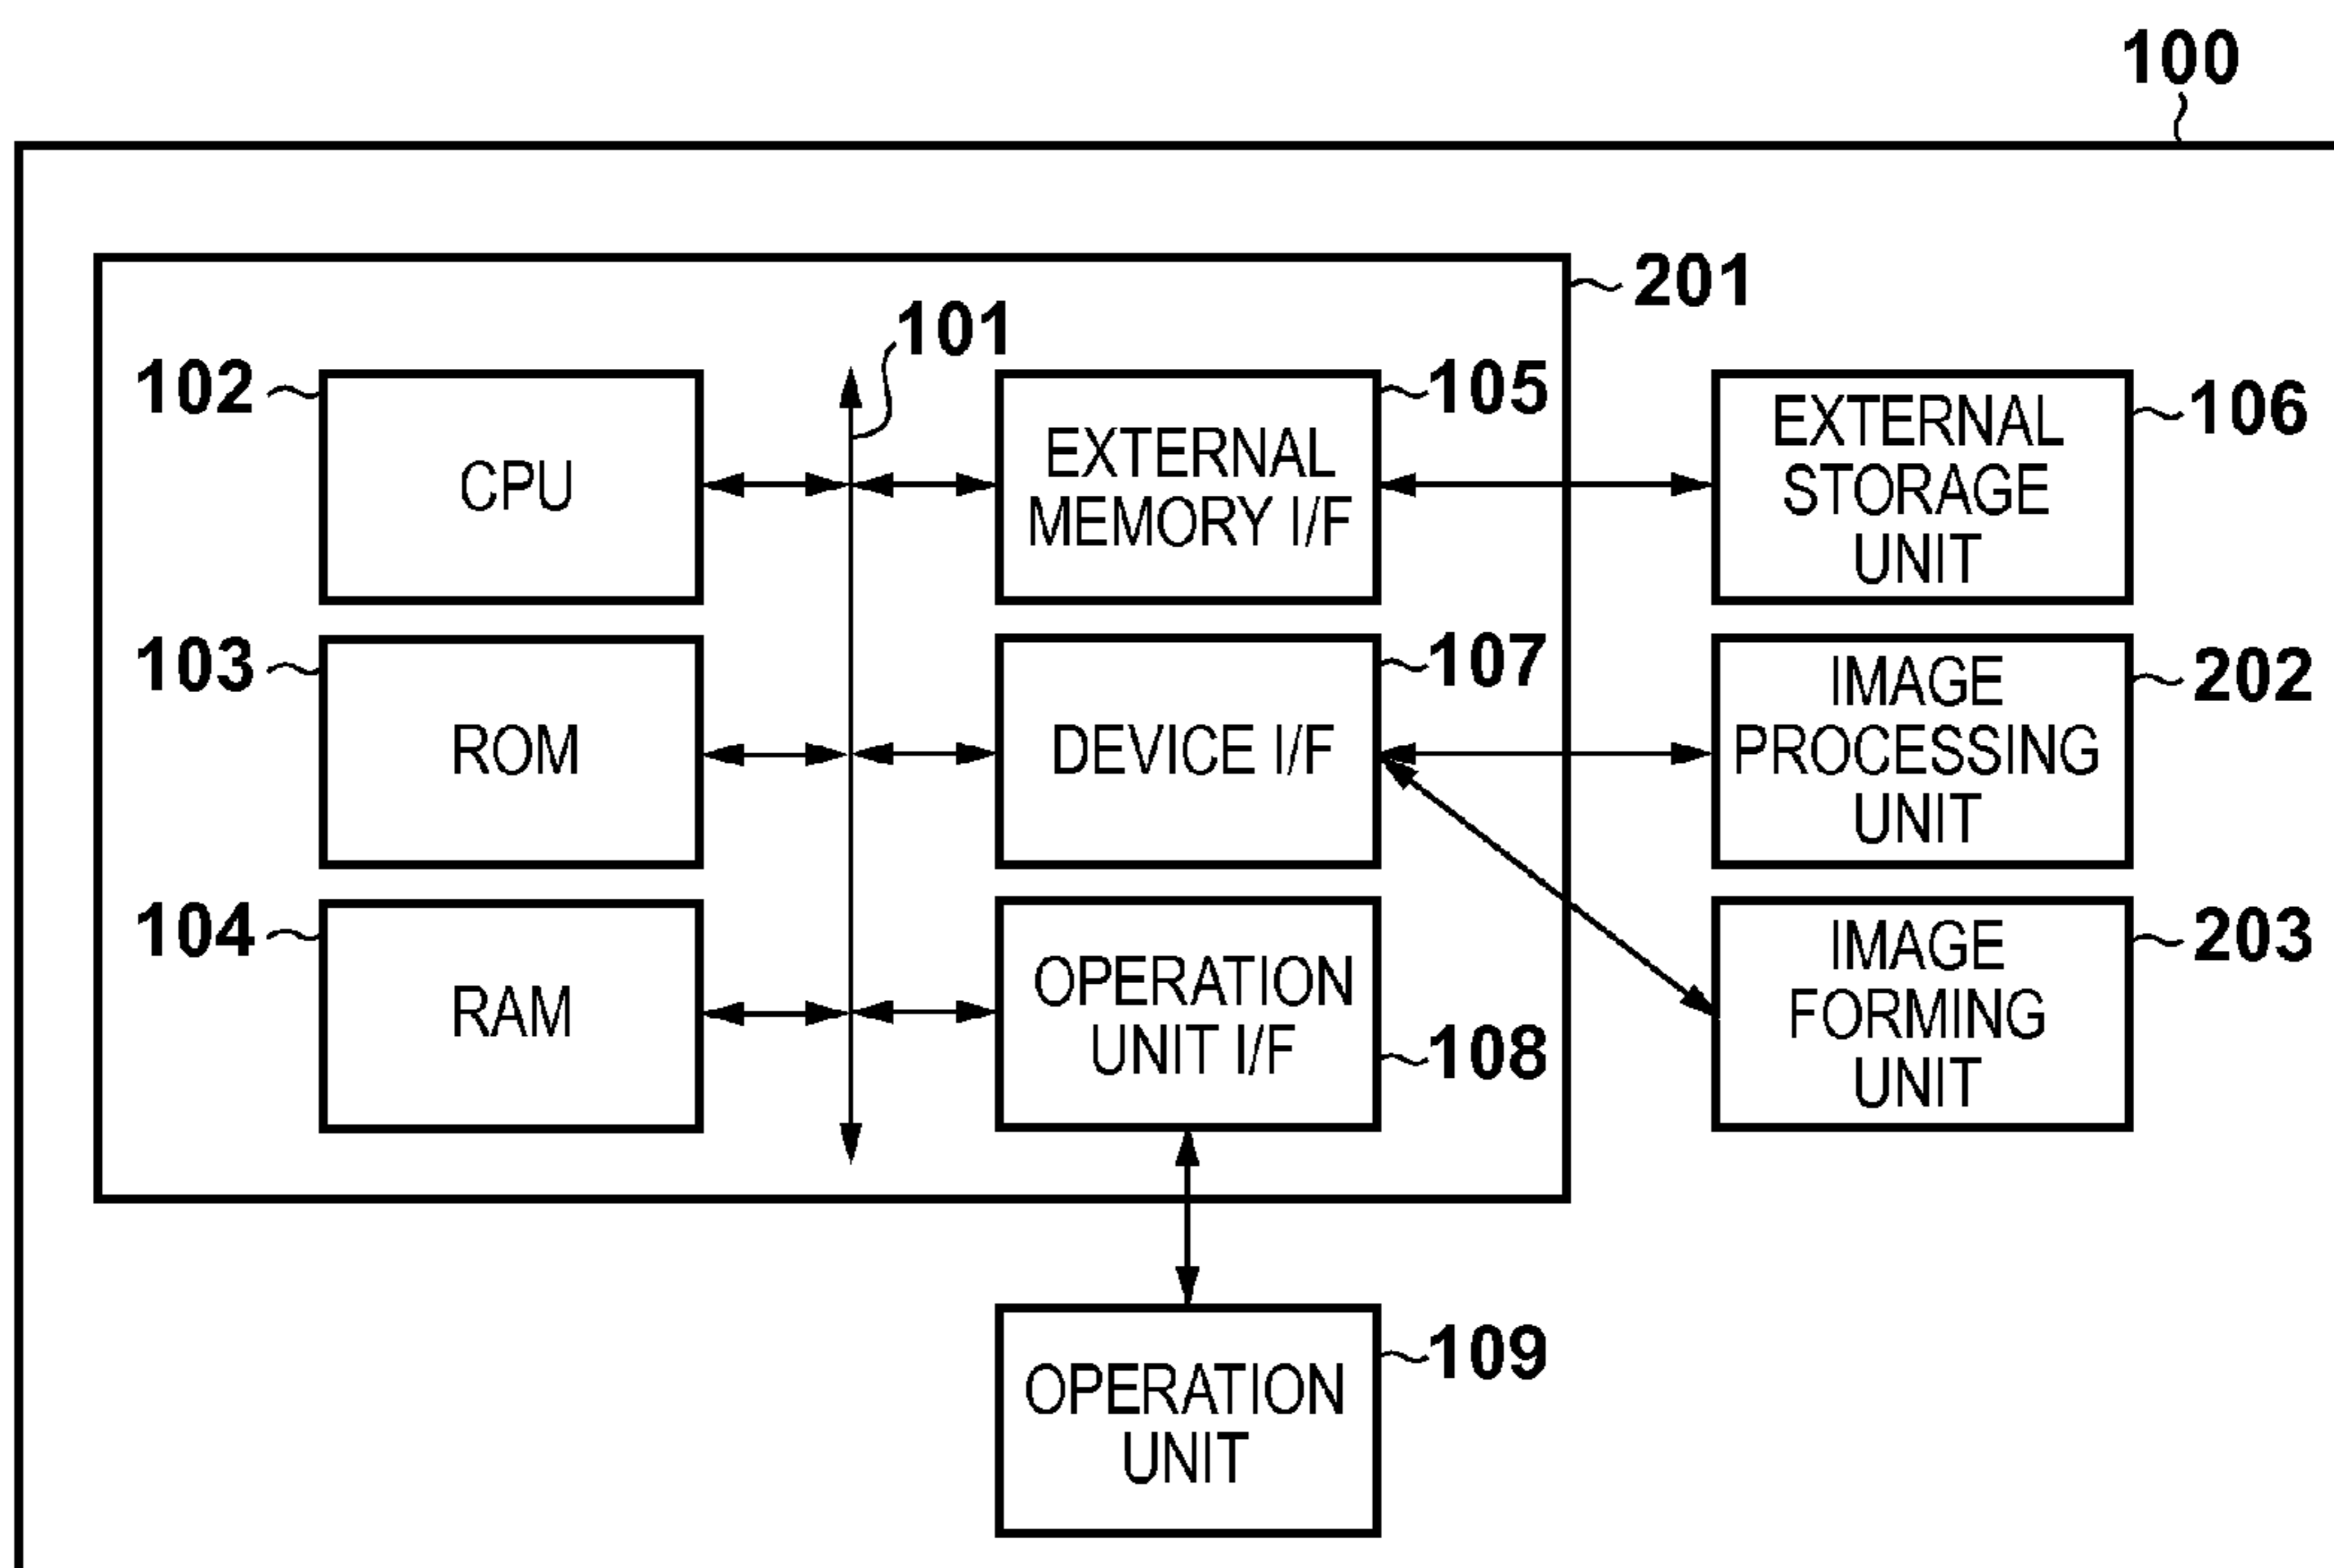 100
201
101
102
CPU
105
EXTERNAL
MEMORY I/F
106
EXTERNAL
STORAGE
UNIT
103
ROM
107
DEVICE I/F
202
IMAGE
PROCESSING
UNIT
104
RAM
108
OPERATION
UNIT I/F
203
IMAGE
FORMING
UNIT
109
OPERATION
UNIT